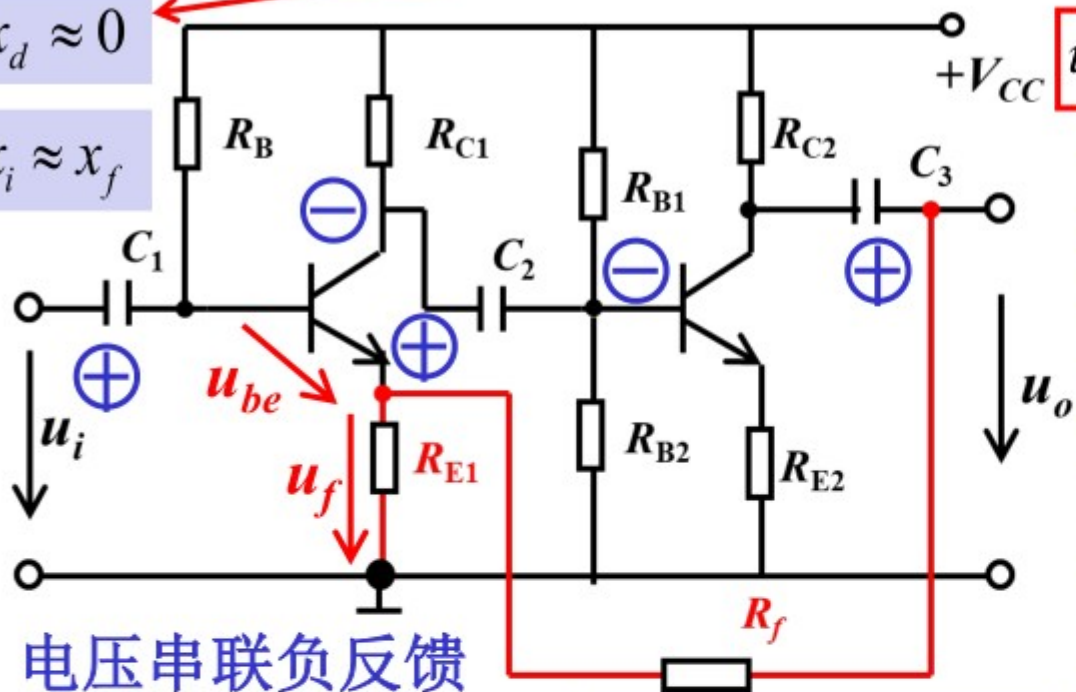 x_d ≈ 0
x_i ≈ x_f
+V_CC
R_B
R_C1
R_B1
R_C2
C_3
C_1
C_2
u_be
u_i
u_f
R_E1
R_B2
R_E2
u_o
R_f
电压串联负反馈